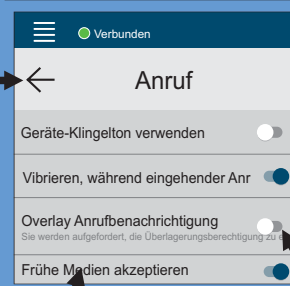 Verbunden
Anruf
Geräte-Klingelton verwenden
Vibrieren, während eingehender Anr
Overlay Anrufbenachrichtigung
Sie werden aufgefordert, die Überlagerungsberechtigung zu
Frühe Medien akzeptieren